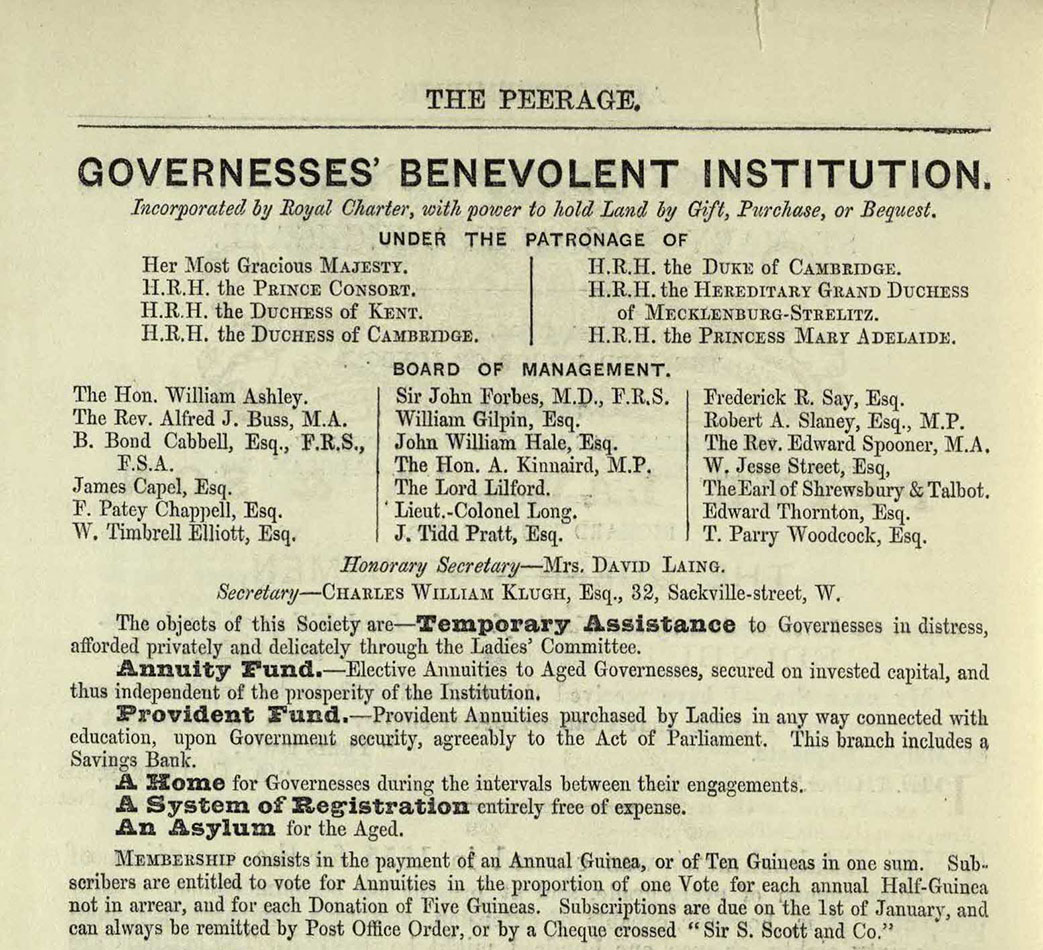 THE PEERAGE.
GOVERNESSES' BENEVOLENT INSTITUTION.
Incorporated by Royal Charter, with power to hold Land by Gift, Purchase, or Bequest.
UNDER THE PATRONAGE OF
Her Most Gracious MAJESTY.
H.R.H. the PRINCE CONSORT.
H.R.H. the DUCHESS of KENT.
H.R.H. the DUCHESS of CAMBRIDGE.
H.R.H. the DUKE of CAMBRIDGE.
H.R.H. the HEREDITARY GRAND DUCHESS
of MECKLENBURG-STRELITZ.
H.R.H. the PRINCESS MARY ADELAIDE.
BOARD OF MANAGEMENT.
The Hon. William Ashley.
The Rev. Alfred J. Buss, M.A.
B. Bond Cabbell, Esq., F.R.S.,
F.S.A.
James Capel, Esq.
F. Patey Chappell, Esq.
W. Timbrell Elliott, Esq.
Sir John Forbes, M.D., F.R.S.
William Gilpin, Esq.
John William Hale, Esq.
The Hon. A. Kinnaird, M.P.
The Lord Lilford.
Lieut.-Colonel Long.
J. Tidd Pratt, Esq.
Frederick R. Say, Esq.
Robert A. Slaney, Esq., M.P.
The Rev. Edward Spooner, M.A.
W. Jesse Street, Esq,
The Earl of Shrewsbury & Talbot.
Edward Thornton, Esq.
T. Parry Woodcock, Esq.
Honorary Secretary—Mrs. DAVID LAING.
Secretary—CHARLES WILLIAM KLUGH, Esq., 32, Sackville-street, W.
The objects of this Society are—Temporary Assistance to Governesses in distress,
afforded privately and delicately through the Ladies' Committee.
Annuity Fund.—Elective Annuities to Aged Governesses, secured on invested capital, and
thus independent of the prosperity of the Institution.
Provident Fund.—Provident Annuities purchased by Ladies in any way connected with
education, upon Government security, agreeably to the Act of Parliament. This branch includes a
Savings Bank.
A Home for Governesses during the intervals between their engagements.
A System of Registration entirely free of expense.
An Asylum for the Aged.
MEMBERSHIP consists in the payment of an Annual Guinea, or of Ten Guineas in one sum. Sub-
scribers are entitled to vote for Annuities in the proportion of one Vote for each annual Half-Guinea
not in arrear, and for each Donation of Five Guineas. Subscriptions are due on the 1st of January, and
can always be remitted by Post Office Order, or by a Cheque crossed "Sir S. Scott and Co."